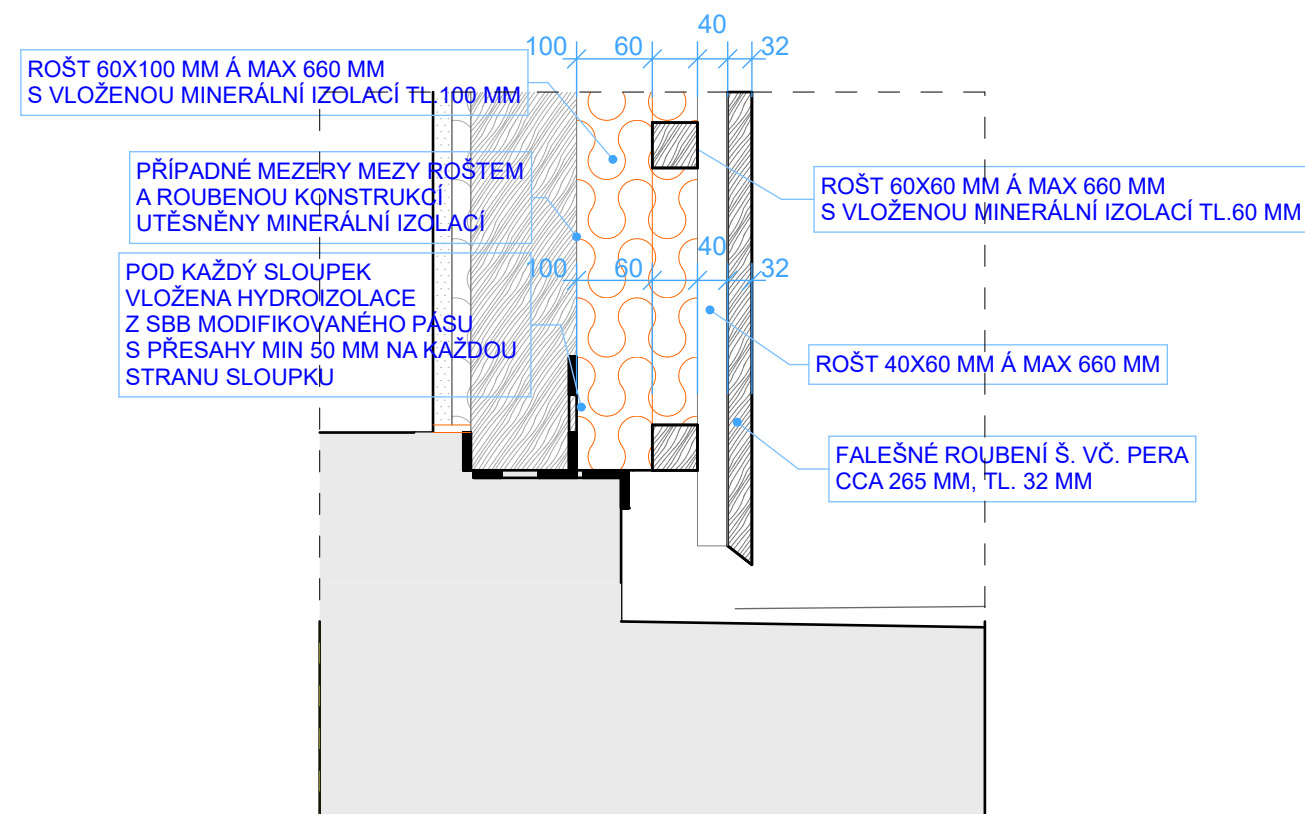 40
100
60
32
ROŠT 60X100 MM Á MAX 660 MM
S VLOŽENOU MINERÁLNÍ IZOLACÍ TL.100 MM
PŘÍPADNÉ MEZERY MEZY ROŠTEM
A ROUBENOU KONSTRUKCÍ
UTĚSNĚNY MINERÁLNÍ IZOLACÍ
ROŠT 60X60 MM Á MAX 660 MM
S VLOŽENOU MINERÁLNÍ IZOLACÍ TL.60 MM
40
100
60
32
POD KAŽDÝ SLOUPEK
VLOŽENA HYDROIZOLACE
Z SBB MODIFIKOVANÉHO PÁSU
S PŘESAHY MIN 50 MM NA KAŽDOU
STRANU SLOUPKU
ROŠT 40X60 MM Á MAX 660 MM
FALEŠNÉ ROUBENÍ Š. VČ. PERA
CCA 265 MM, TL. 32 MM